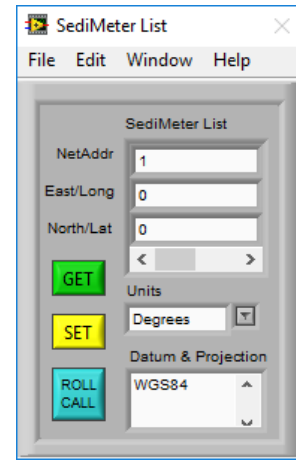 SediMeter List
File Edit Window Help
SediMeter List
NetAddr 1
East/Long 0
North/Lat 0
GET
Units
SET
Degrees
Datum & Projection
ROLL
CALL
WGS84